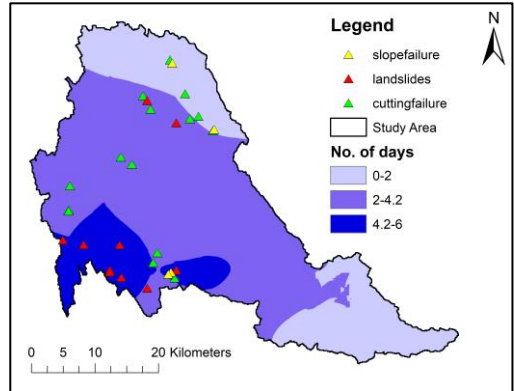 N
Legend
slopefailure
landslides
cuttingfailure
Study Area
No. of days
0-2
2-4.2
4.2-6
0 5 10 20 Kilometers